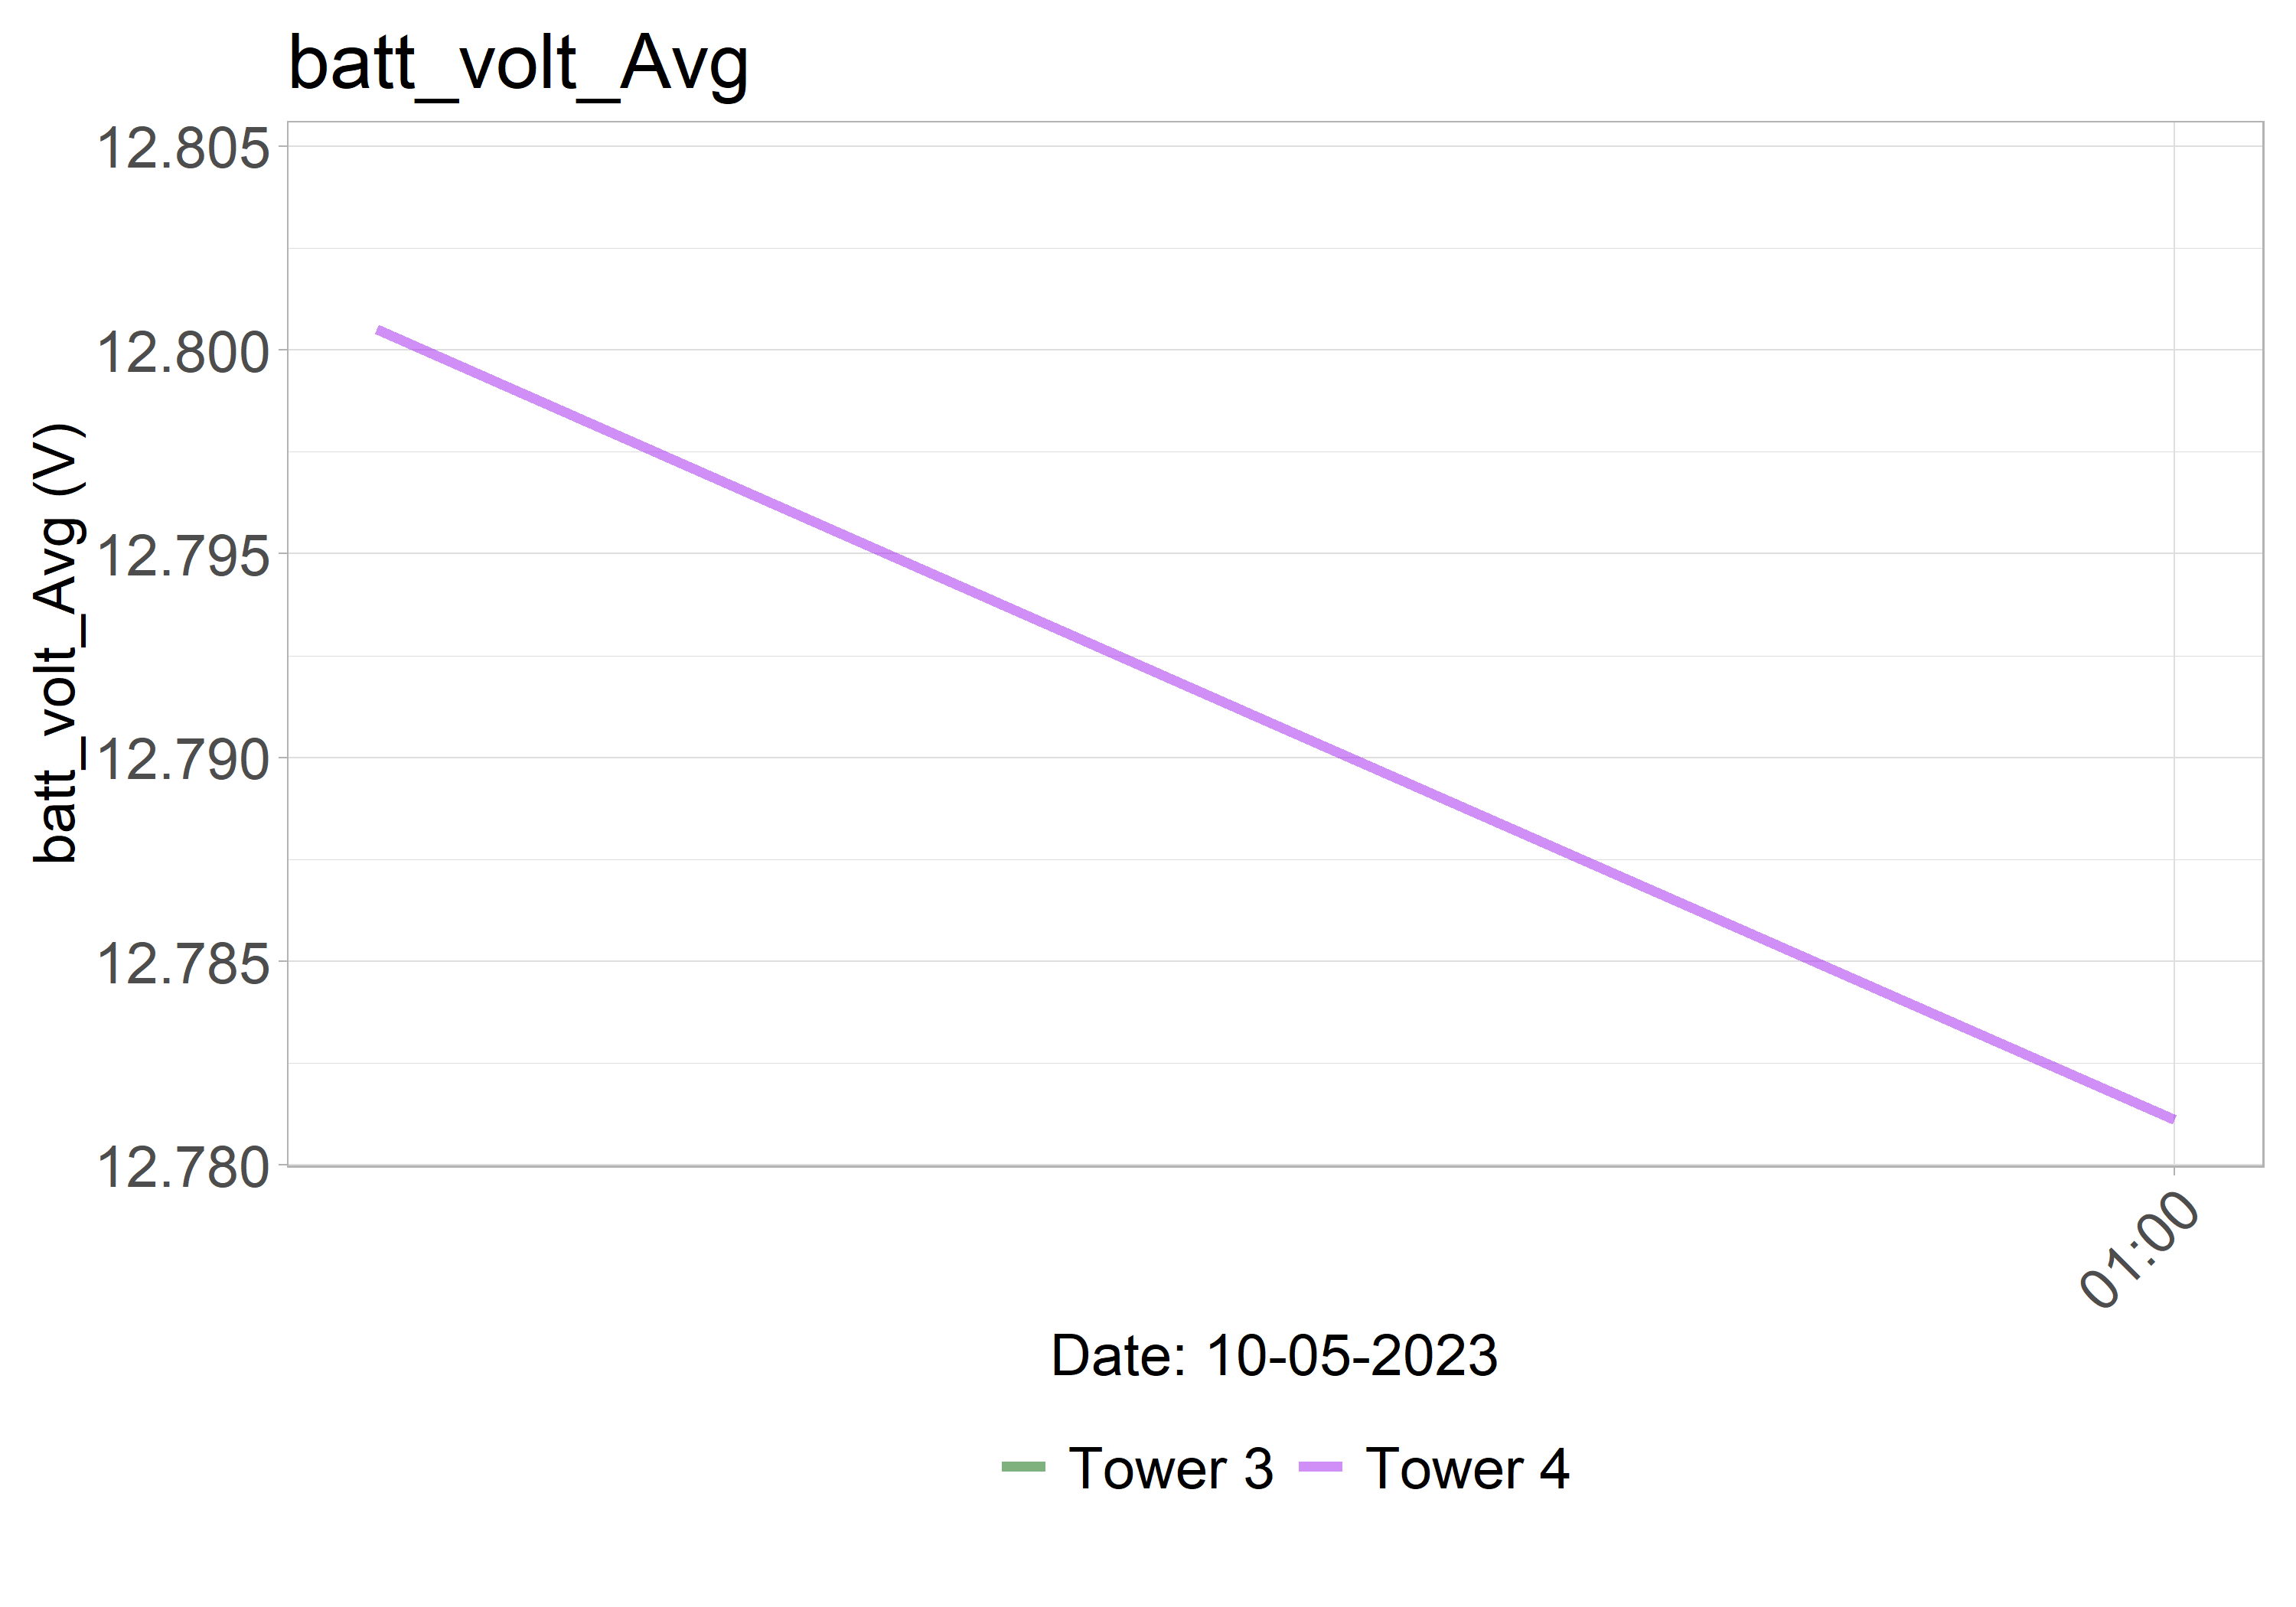 batt_volt_Avg
12.805
12.800
12.795
12.790
12.785
12.780
batt_volt_Avg (V)
01:00
Date: 10-05-2023
Tower 3 Tower 4